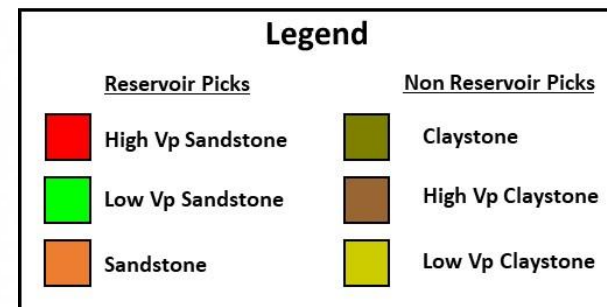 Legend
Reservoir Picks
High Vp Sandstone
Low Vp Sandstone
Sandstone
Non Reservoir Picks
Claystone
High Vp Claystone
Low Vp Claystone